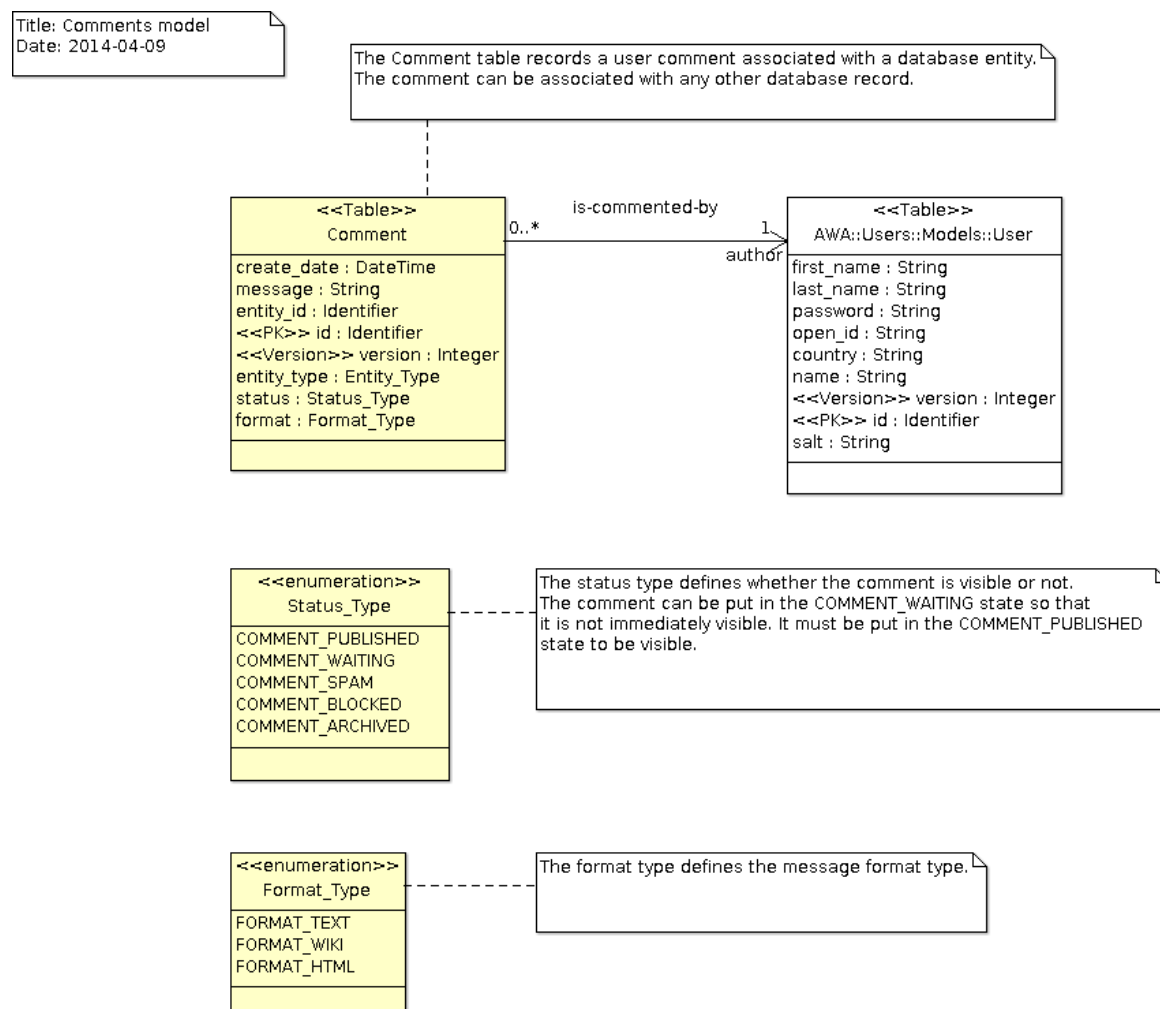 Title: Comments model
Date: 2014-04-09
The Comment table records a user comment associated with a database entity.
The comment can be associated with any other database record.
<<Table>>
Comment
create_date : DateTime
message : String
entity_id : Identifier
<<PK>> id : Identifier
<<Version>> version : Integer
entity_type : Entity_Type
status : Status_Type
format : Format_Type
is-commented-by
0..*
1
author
<<Table>>
AWA::Users::Models::User
first_name : String
last_name : String
password : String
open_id : String
country : String
name : String
<<Version>> version : Integer
<<PK>> id : Identifier
salt : String
<<enumeration>>
Status_Type
COMMENT_PUBLISHED
COMMENT_WAITING
COMMENT_SPAM
COMMENT_BLOCKED
COMMENT_ARCHIVED
The status type defines whether the comment is visible or not.
The comment can be put in the COMMENT_WAITING state so that
it is not immediately visible. It must be put in the COMMENT_PUBLISHED
state to be visible.
<<enumeration>>
Format_Type
FORMAT_TEXT
FORMAT_WIKI
FORMAT_HTML
The format type defines the message format type.